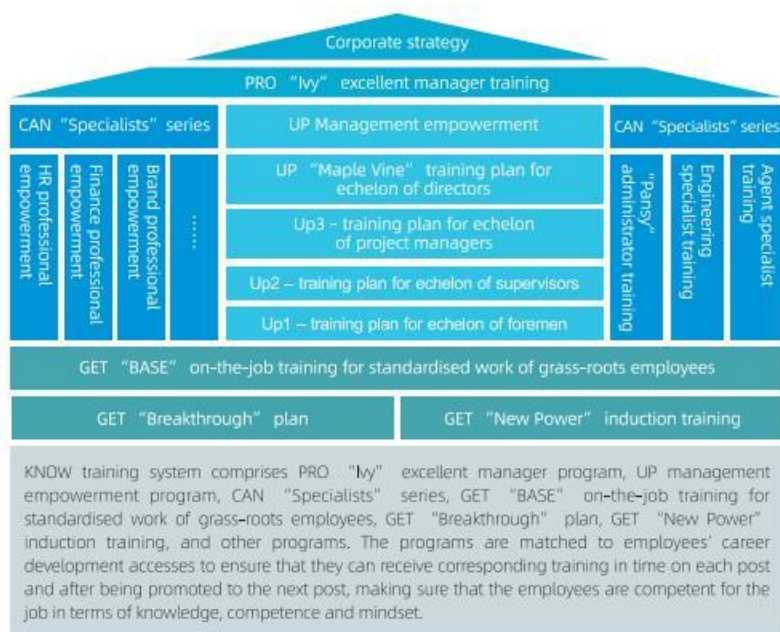 Corporate strategy
PRO “Ivy” excellent manager training
CAN “Specialists” series
UP Management empowerment
CAN “Specialists” series
HR professional
empowerment
Finance professional
empowerment
Brand professional
empowerment
......
UP “Maple Vine” training plan for
echelon of directors
Up3 – training plan for echelon
of project managers
Up2 – training plan for echelon of supervisors
Up1 – training plan for echelon of foremen
“Pansy”
administrator training
Engineering
specialist training
Agent specialist
training
GET “BASE” on-the-job training for standardised work of grass-roots employees
GET “Breakthrough” plan
GET “New Power” induction training
KNOW training system comprises PRO “Ivy” excellent manager program, UP management
empowerment program, CAN “Specialists” series, GET “BASE” on-the-job training for
standardised work of grass-roots employees, GET “Breakthrough” plan, GET “New Power”
induction training, and other programs. The programs are matched to employees’ career
development accesses to ensure that they can receive corresponding training in time on each post
and after being promoted to the next post, making sure that the employees are competent for the
job in terms of knowledge, competence and mindset.